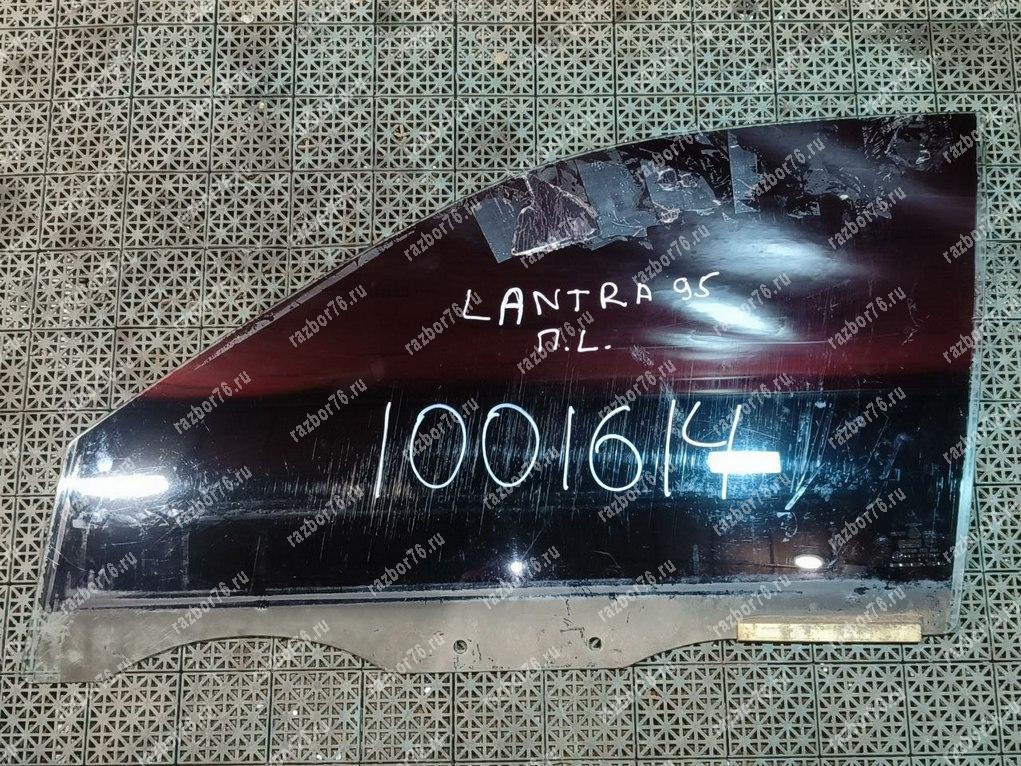 LANTRA 95
П.L.
1001614
razbor76.ru